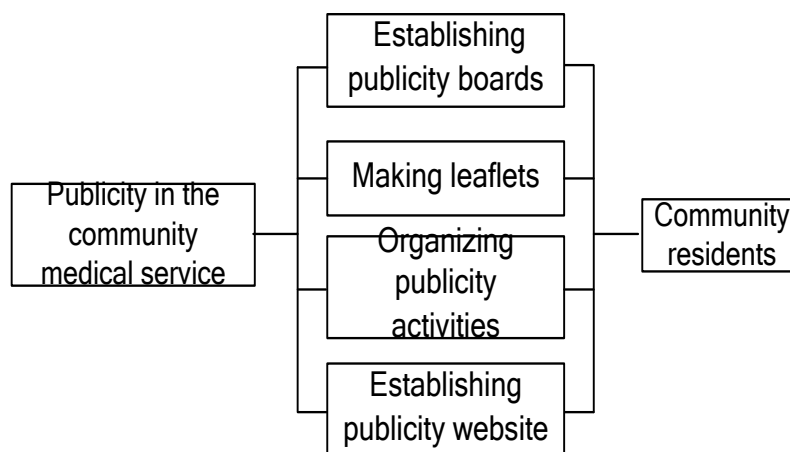 Publicity in the
community
medical service
Establishing
publicity boards
Making leaflets
Organizing
publicity
activities
Establishing
publicity website
Community
residents